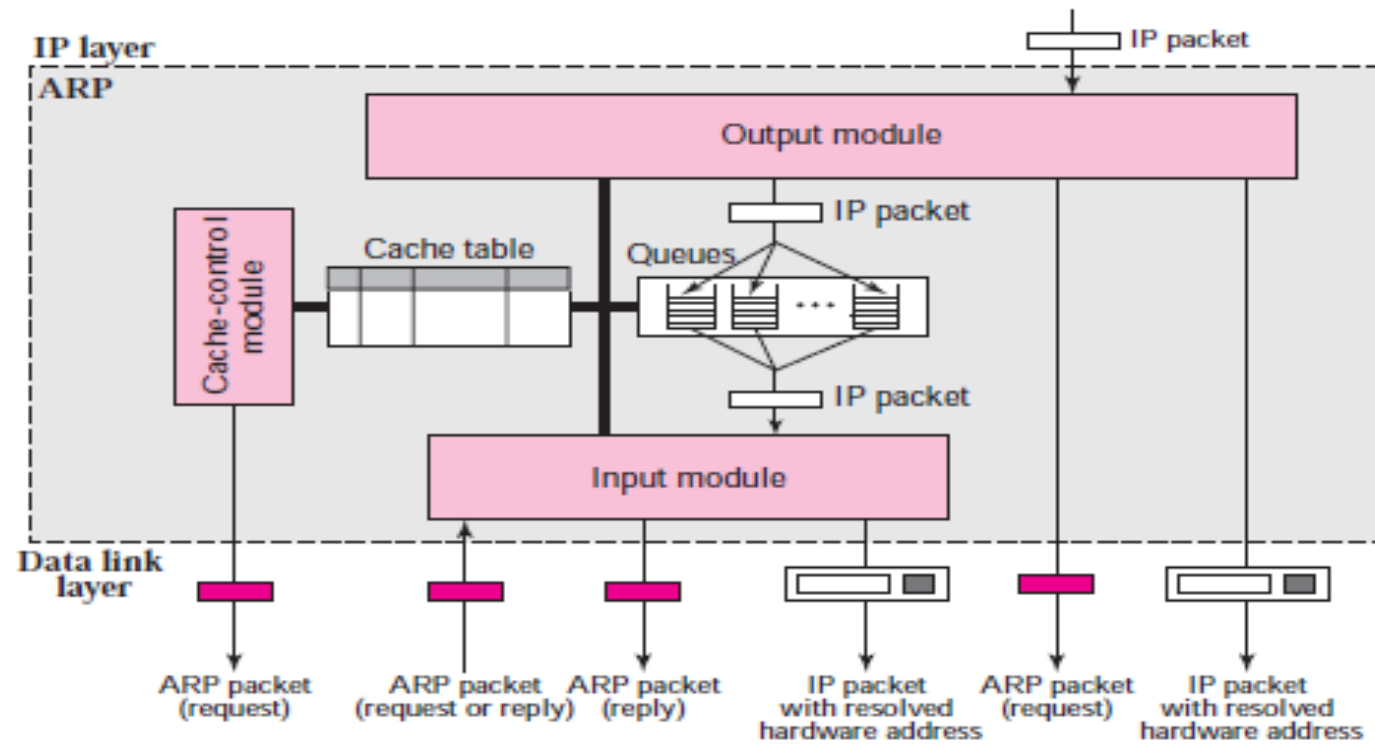 IP packet
IP layer
ARP
Output module
IP packet
Cache-control
module
Cache table
Queues
IP packet
Input module
Data link
layer
ARP packet
(request)
ARP packet
(request or reply)
ARP packet
(reply)
IP packet
with resolved
hardware address
ARP packet
(request)
IP packet
with resolved
hardware address